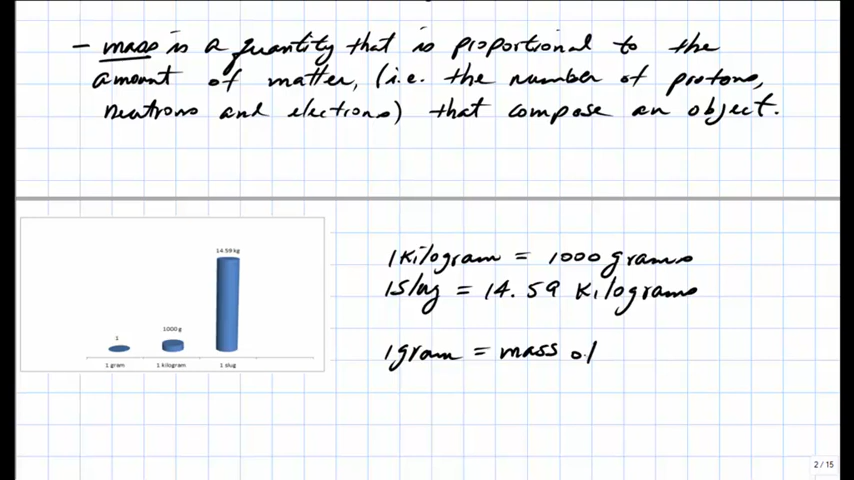 - mass is a quantity that is proportional to the
amount of matter, (i.e. the number of protons,
neutrons and electrons) that compose an object.
14.59 kg
1000 g
1
1 gram 1 kilogram 1 slug
1 Kilogram = 1000 grams
1 Slug = 14.59 Kilograms
1 gram = mass of
2 / 15